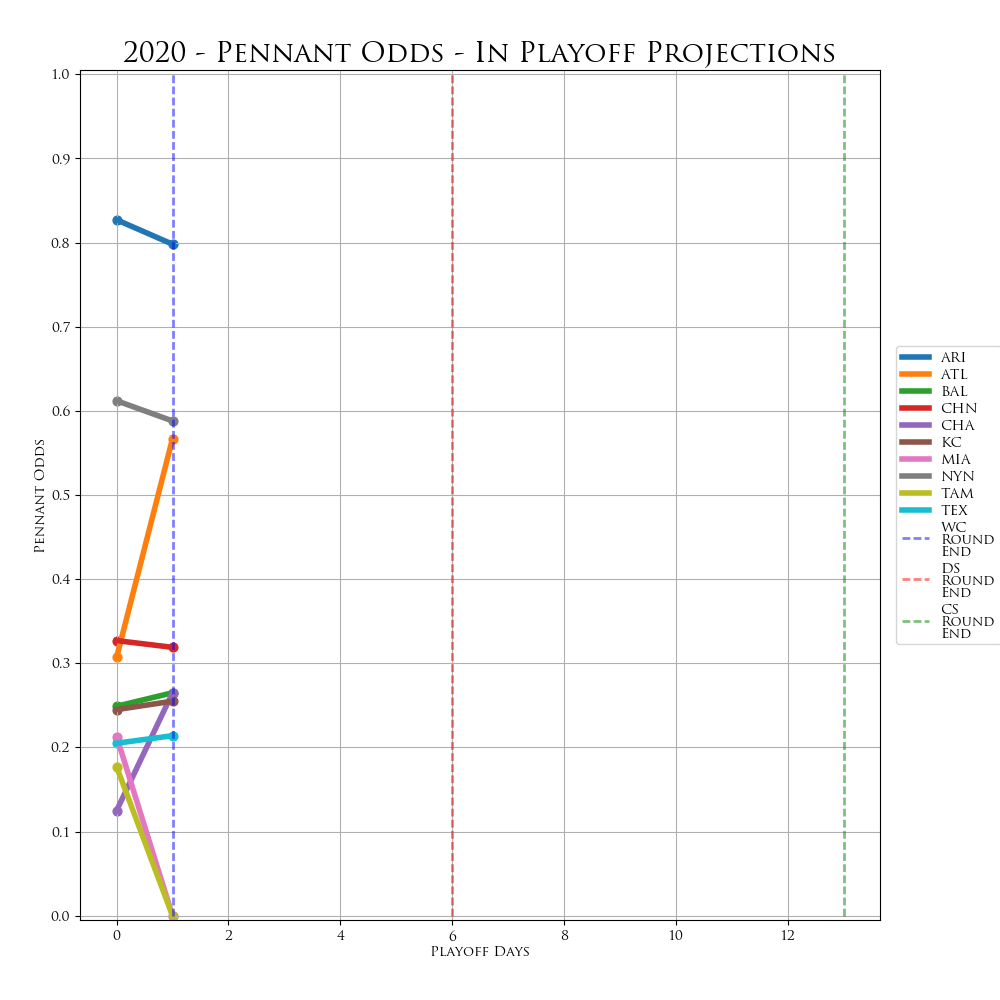 2020 - Pennant Odds - In Playoff Projections
1.0
0.9
0.8
0.7
0.6
0.5
0.4
0.3
0.2
0.1
0.0
Pennant Odds
0
2
4
6
8
10
12
Playoff Days
ARI
ATL
BAL
CHN
CHA
KC
MIA
NYN
TAM
TEX
WC
Round
End
DS
Round
End
CS
Round
End